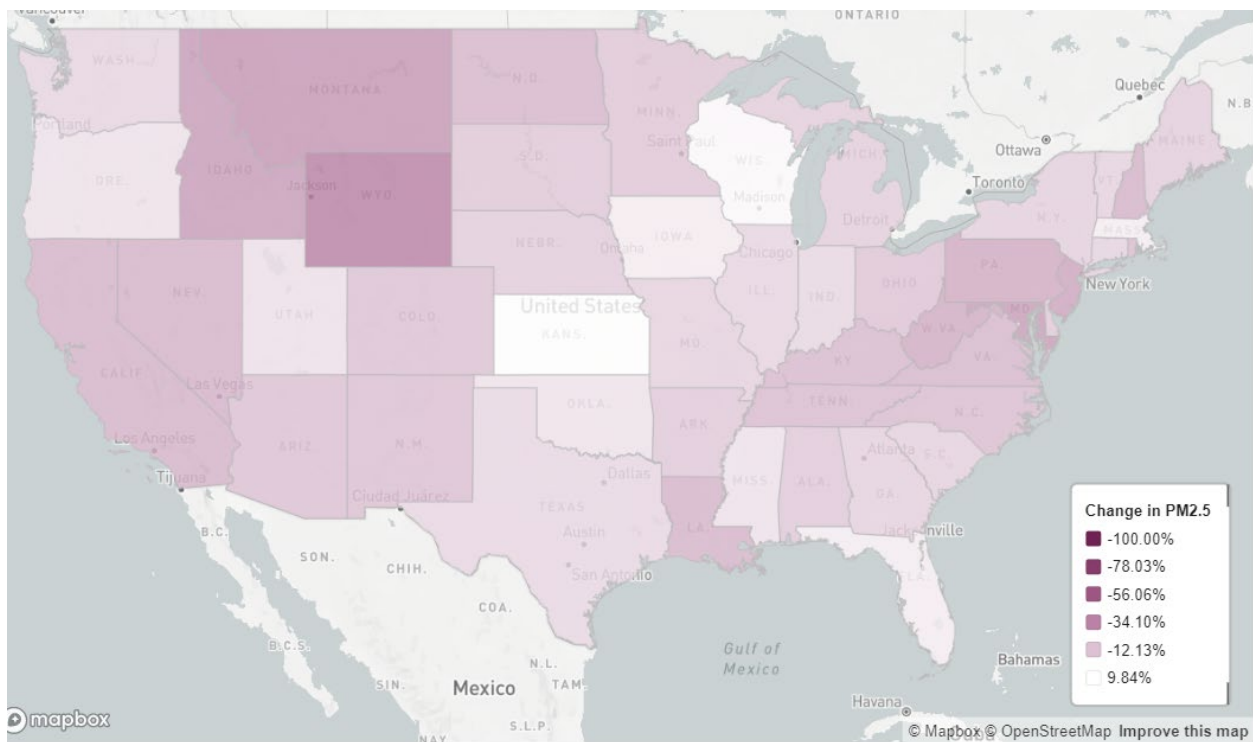 Vancouver
ONTARIO
WASH.
Quebec
N.B.
MONTANA
N.D.
Portland
MINN.
MAINE
Ottawa
Saint Paul
WIS.
VT.
ORE.
IDAHO
Jackson
WYO.
S.D.
MICH.
Toronto
Madison
N.Y.
MASS.
Detroit
NEBR.
Omaha
IOWA
Chicago
PA.
New York
NEV.
UTAH
COLO.
United States
ILL.
IND.
OHIO
MD.
KANS.
W.VA.
CALIF.
MO.
KY.
VA.
Las Vegas
OKLA.
TENN.
N.C.
Los Angeles
ARIZ.
N.M.
ARK.
Atlanta
S.C.
Tijuana
Ciudad Juárez
Dallas
MISS.
ALA.
GA.
TEXAS
Austin
LA.
Jacksonville
B.C.
SON.
CHIH.
San Antonio
FLA.
COA.
B.C.S.
Gulf of
Mexico
N.L.
SIN.
TAM.
Mexico
Bahamas
S.L.P.
NAY.
Havana
Cuba
Change in PM2.5
-100.00%
-78.03%
-56.06%
-34.10%
-12.13%
9.84%
mapbox
© Mapbox © OpenStreetMap Improve this map